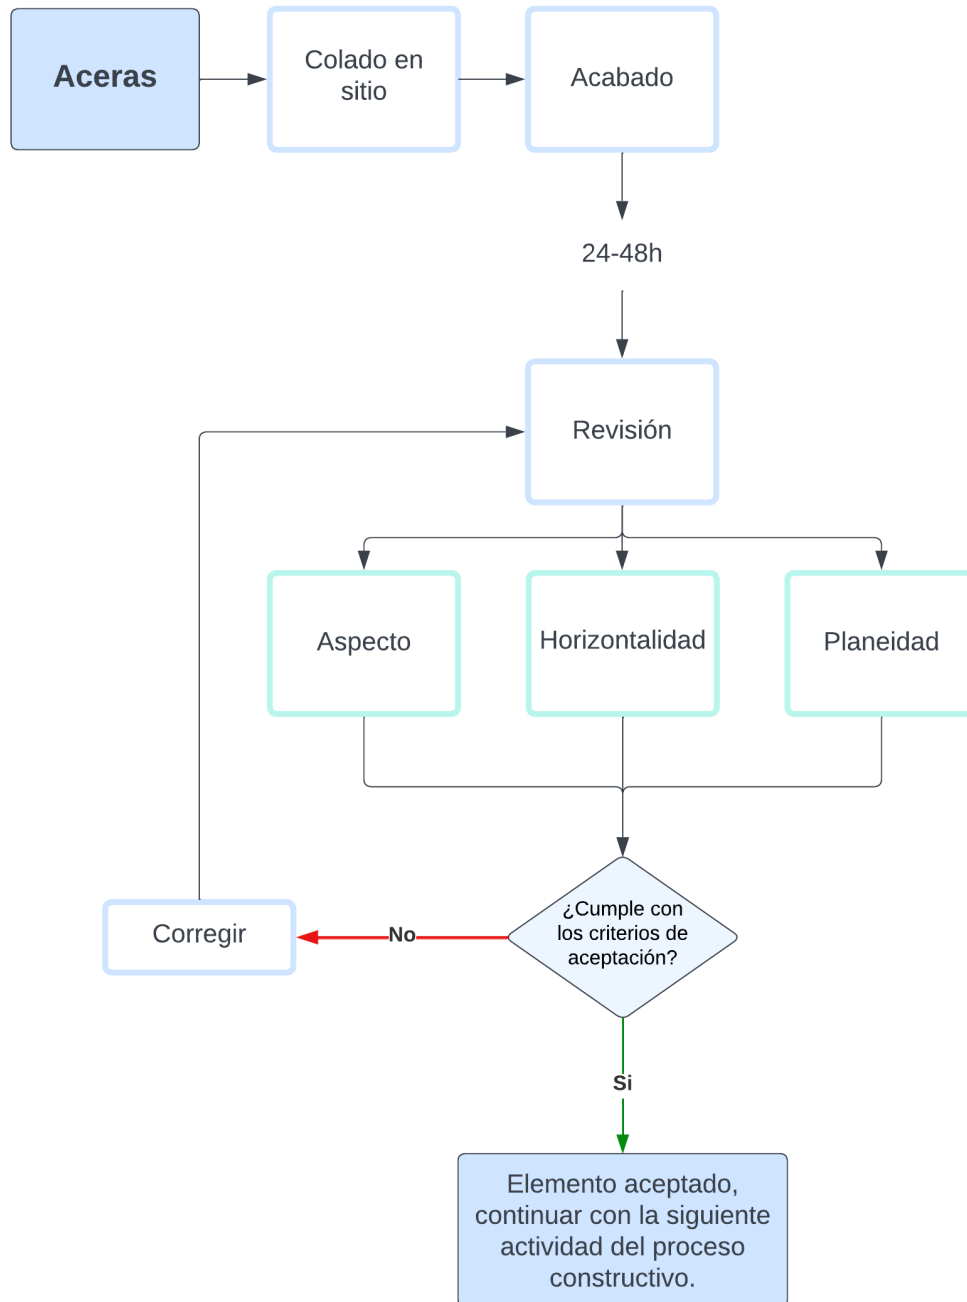 Aceras
Colado en
sitio
Acabado
24-48h
Revisión
Aspecto
Horizontalidad
Planeidad
¿Cumple con
los criterios de
aceptación?
No
Corregir
Si
Elemento aceptado,
continuar con la siguiente
actividad del proceso
constructivo.